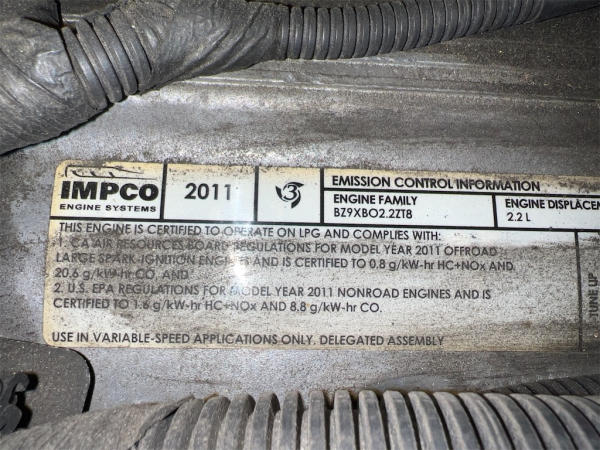 IMPCO
ENGINE SYSTEMS
2011
3
EMISSION CONTROL INFORMATION
ENGINE FAMILY
BZ9XBO2.2ZT8
ENGINE DISPLACEM
2.2 L
THIS ENGINE IS CERTIFIED TO OPERATE ON LPG AND COMPLIES WITH:
1. CA AIR RESOURCES BOARD REGULATIONS FOR MODEL YEAR 2011 OFFROAD
LARGE SPARK-IGNITION ENGINES AND IS CERTIFIED TO 0.8 g/kW-hr HC+NOx AND
20.6 g/kW-hr CO, AND
2. U.S. EPA REGULATIONS FOR MODEL YEAR 2011 NONROAD ENGINES AND IS
CERTIFIED TO 1.6 g/kW-hr HC+NOx AND 8.8 g/kW-hr CO.
USE IN VARIABLE-SPEED APPLICATIONS ONLY. DELEGATED ASSEMBLY
TUNE UP